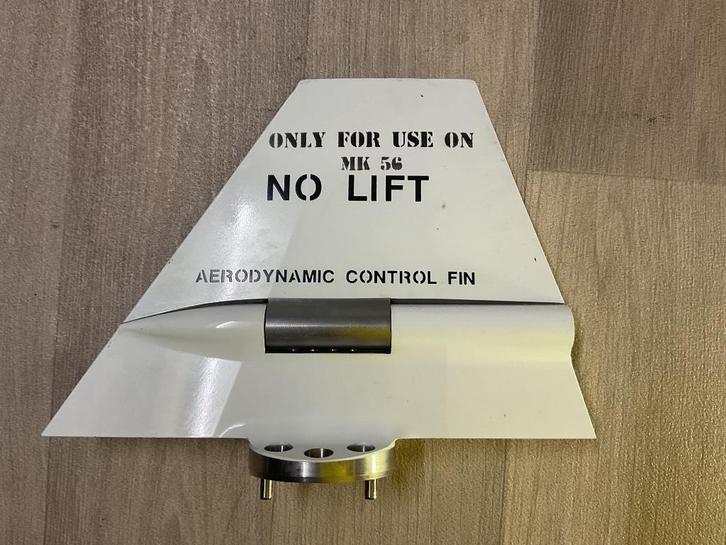 ONLY FOR USE ON
MK 56
NO LIFT
AERODYNAMIC CONTROL FIN